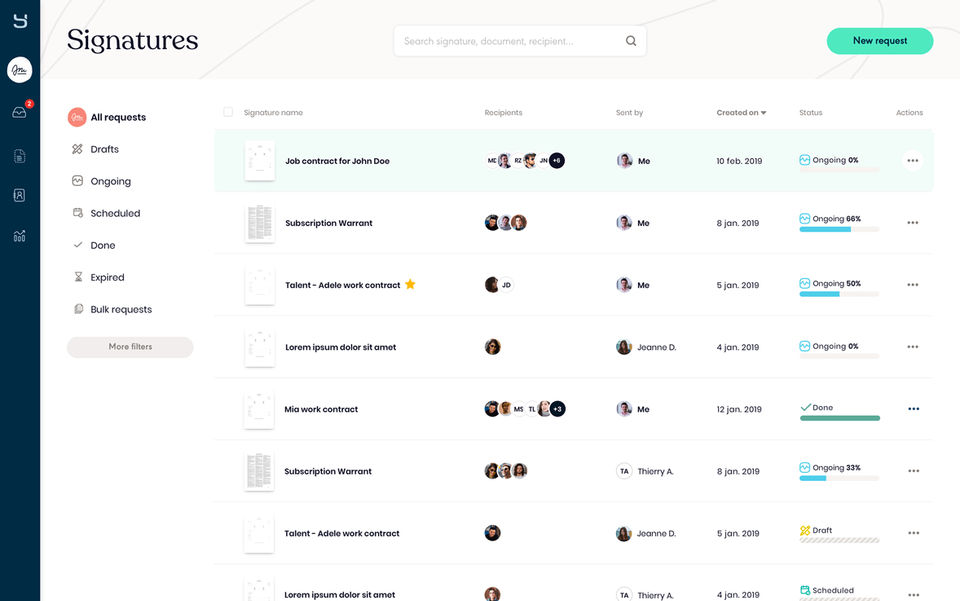 Signatures
Search signature, document, recipient...
New request
2
All requests
Drafts
Ongoing
Scheduled
Done
Expired
Bulk requests
More filters
Signature name Recipients Sent by Created on Status Actions
Job contract for John Doe ME RZ JN +6 Me 10 feb. 2019 Ongoing 0%
Subscription Warrant Me 8 jan. 2019 Ongoing 66%
Talent - Adele work contract JD Me 5 jan. 2019 Ongoing 50%
Lorem ipsum dolor sit amet Jeanne D. 4 jan. 2019 Ongoing 0%
Mia work contract MS TL +3 Me 12 jan. 2019 Done
Subscription Warrant TA Thierry A. 8 jan. 2019 Ongoing 33%
Talent - Adele work contract Jeanne D. 5 jan. 2019 Draft
Lorem ipsum dolor sit amet TA Thierry A. 4 jan. 2019 Scheduled